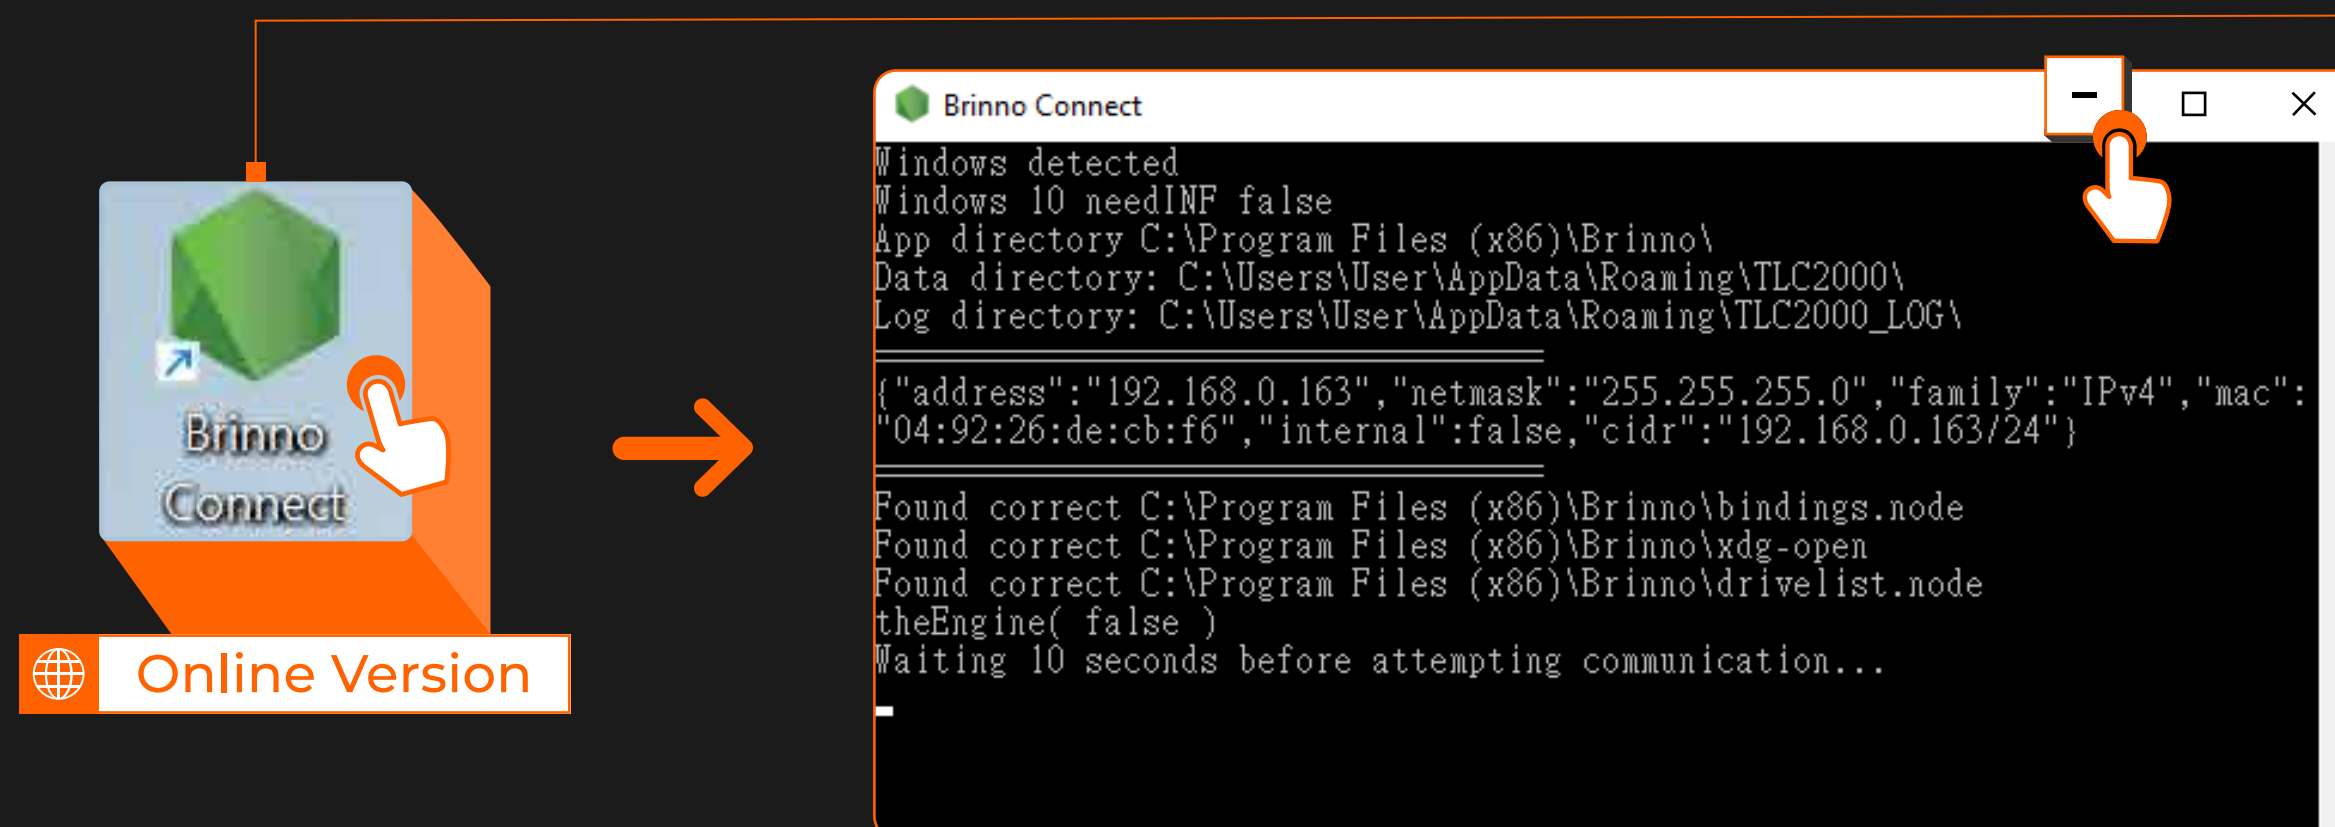 Brinno
Connect
Online Version
Brinno Connect
Windows detected
Windows 10 needINF false
App directory C:\Program Files (x86)\Brinno\
Data directory: C:\Users\User\AppData\Roaming\TLC2000\
Log directory: C:\Users\User\AppData\Roaming\TLC2000_LOG\
{"address":"192.168.0.163","netmask":"255.255.255.0","family":"IPv4","mac":
"04:92:26:de:cb:f6","internal":false,"cidr":"192.168.0.163/24"}
Found correct C:\Program Files (x86)\Brinno\bindings.node
Found correct C:\Program Files (x86)\Brinno\xdg-open
Found correct C:\Program Files (x86)\Brinno\drivelist.node
theEngine( false )
Waiting 10 seconds before attempting communication...